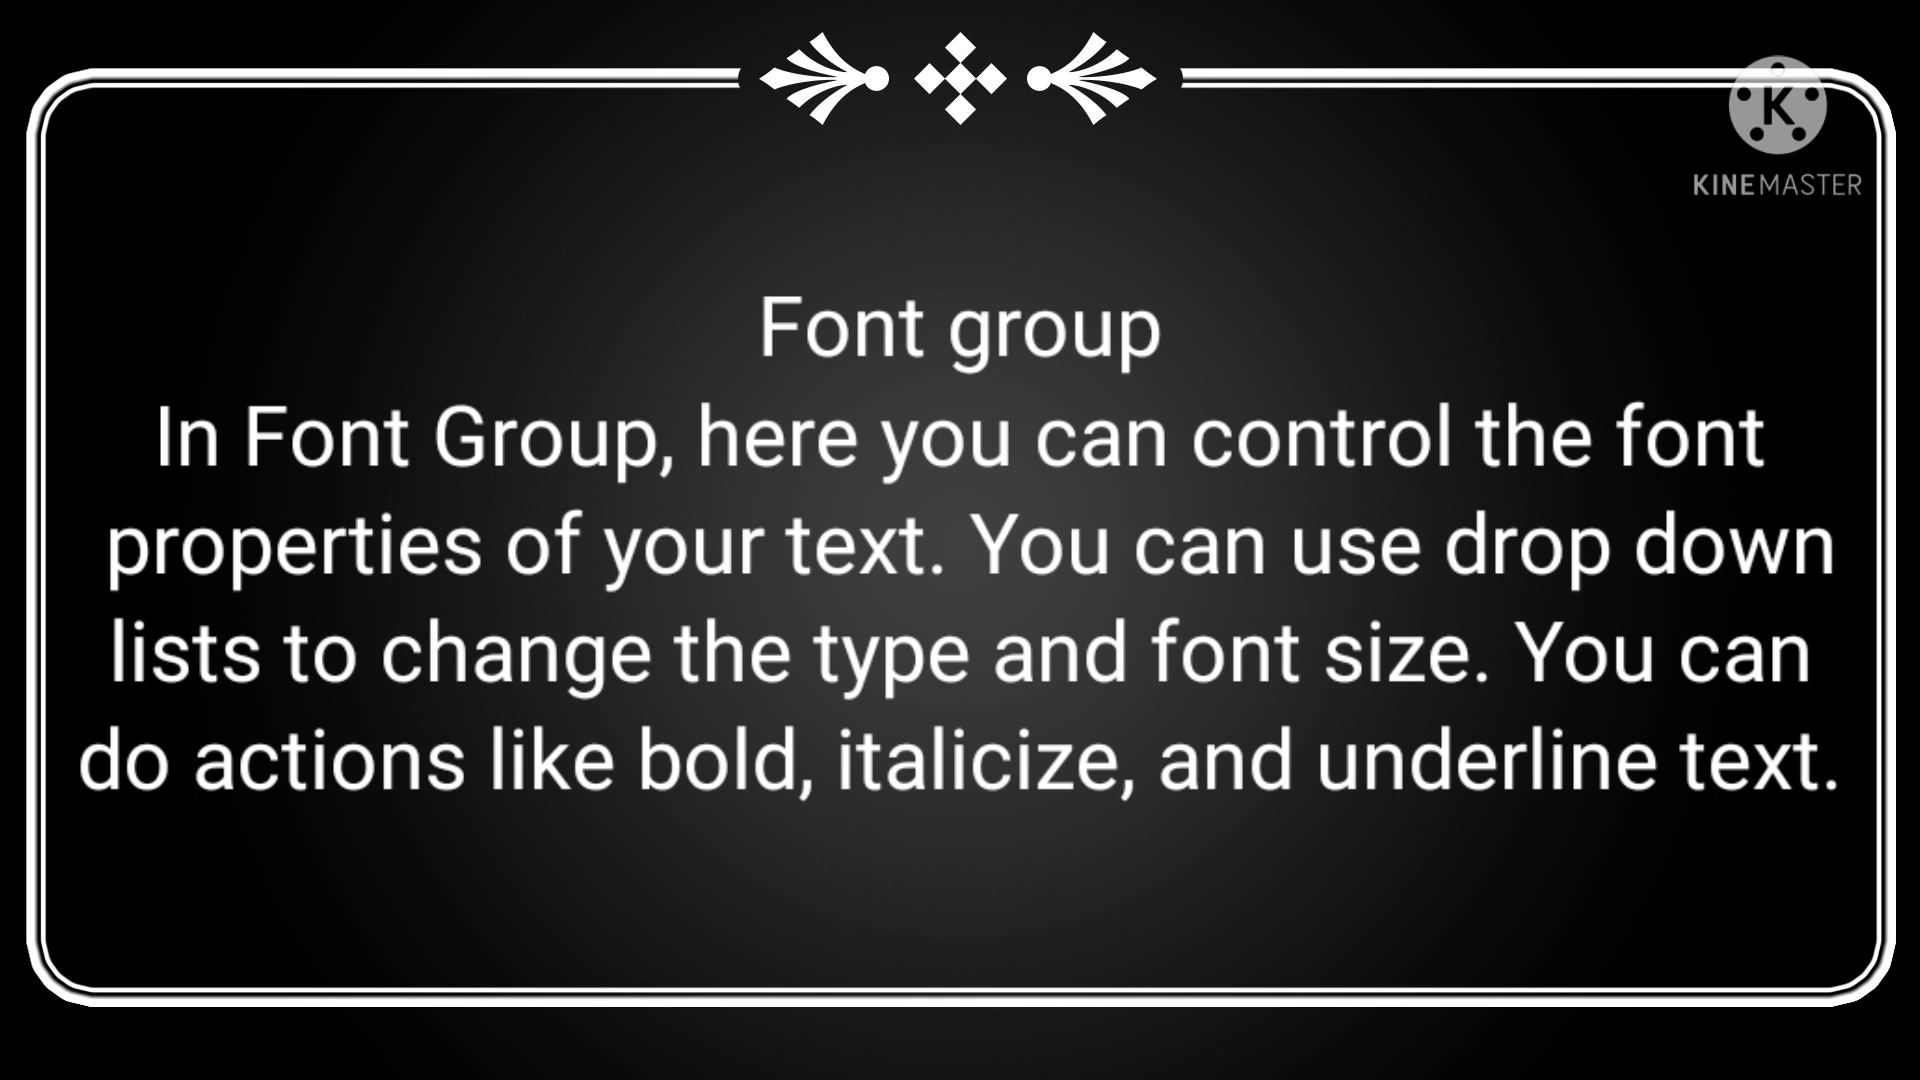 K
KINEMASTER
Font group
In Font Group, here you can control the font
properties of your text. You can use drop down
lists to change the type and font size. You can
do actions like bold, italicize, and underline text.